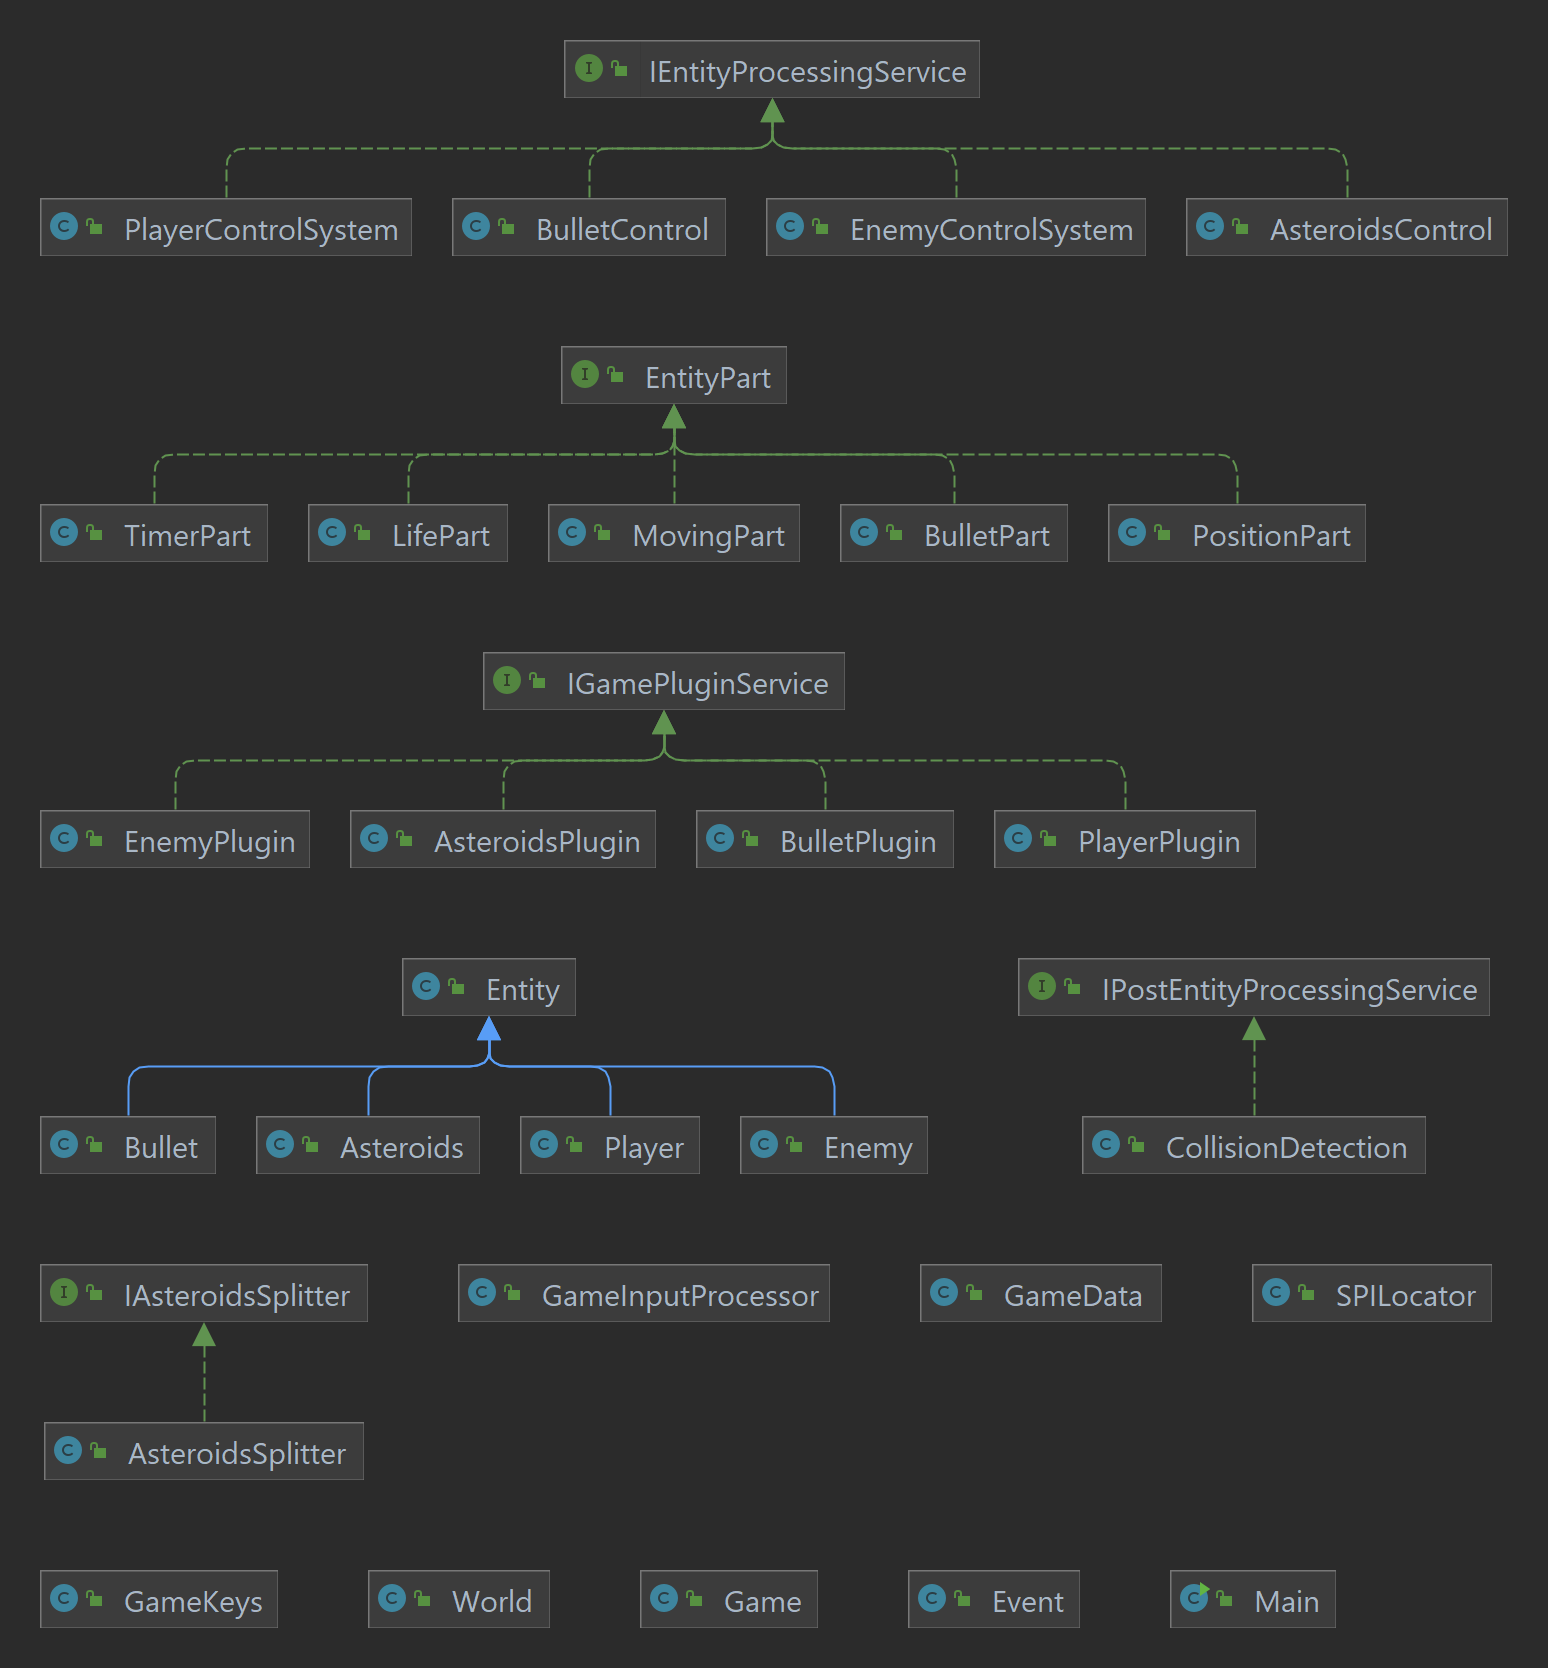 IEntityProcessingService
PlayerControlSystem
BulletControl
EnemyControlSystem
AsteroidsControl
EntityPart
TimerPart
LifePart
MovingPart
BulletPart
PositionPart
IGamePluginService
EnemyPlugin
AsteroidsPlugin
BulletPlugin
PlayerPlugin
Entity
IPostEntityProcessingService
Bullet
Asteroids
Player
Enemy
CollisionDetection
IAsteroidsSplitter
GameInputProcessor
GameData
SPILocator
AsteroidsSplitter
GameKeys
World
Game
Event
Main